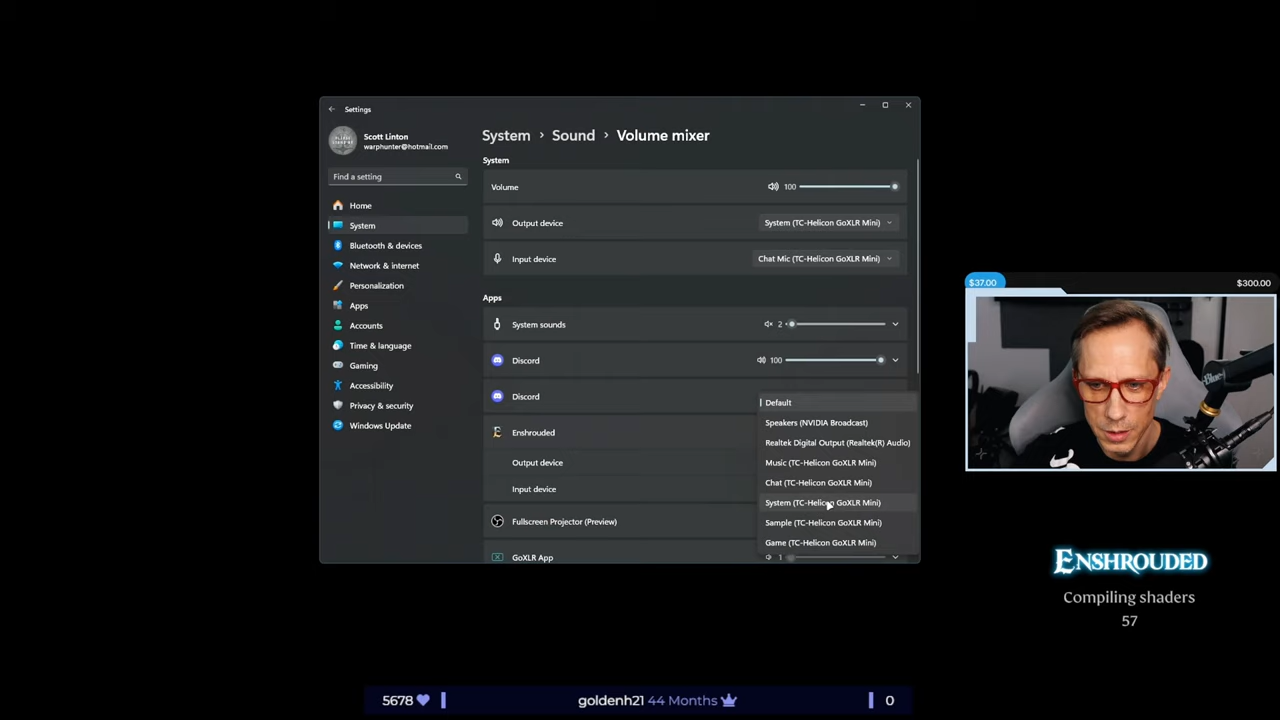 Settings
Scott Linton
warphunter@hotmail.com
Find a setting
Home
System
Bluetooth & devices
Network & internet
Personalization
Apps
Accounts
Time & language
Gaming
Accessibility
Privacy & security
Windows Update
System > Sound > Volume mixer
System
Volume 100
Output device System (TC-Helicon GoXLR Mini)
Input device Chat Mic (TC-Helicon GoXLR Mini)
Apps
System sounds 2
Discord 100
Discord
Enshrouded
Output device
Input device
Fullscreen Projector (Preview)
GoXLR App 1
Default
Speakers (NVIDIA Broadcast)
Realtek Digital Output (Realtek(R) Audio)
Music (TC-Helicon GoXLR Mini)
Chat (TC-Helicon GoXLR Mini)
System (TC-Helicon GoXLR Mini)
Sample (TC-Helicon GoXLR Mini)
Game (TC-Helicon GoXLR Mini)
$37.00 $300.00
Blue
ENSHROUDED
Compiling shaders
57
5678 goldenh21 44 Months 0